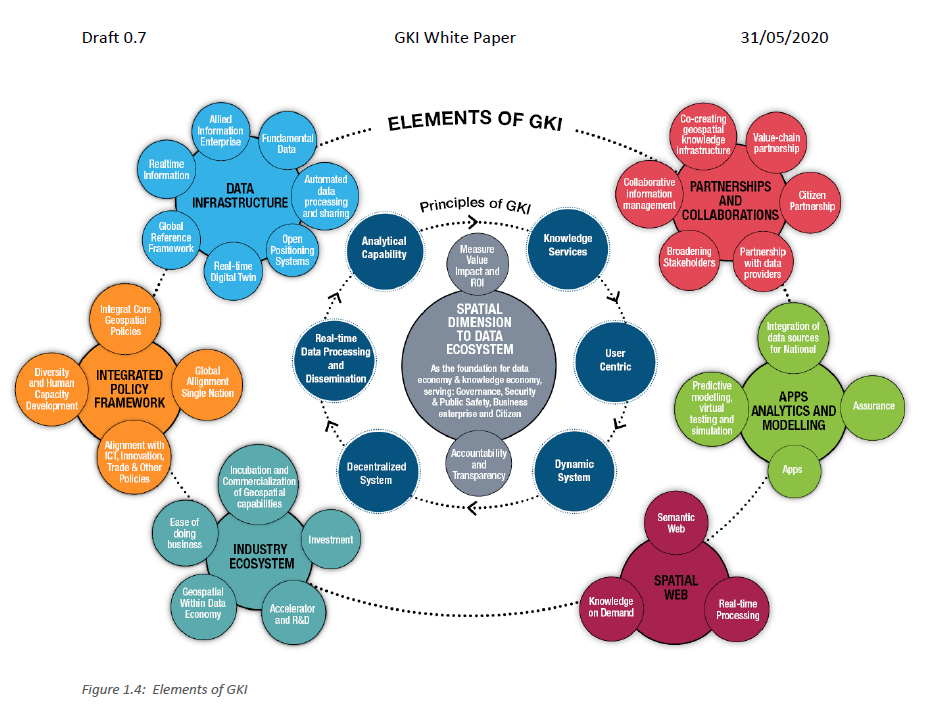 Draft 0.7
GKI White Paper
31/05/2020
ELEMENTS OF GKI
DATA
INFRASTRUCTURE
Allied
Information
Enterprise
Fundamental
Data
Automated
data
processing
and sharing
Open
Positioning
Systems
Real-time
Digital Twin
Global
Reference
Framework
Realtime
Information
PARTNERSHIPS
AND
COLLABORATIONS
Co-creating
geospatial
knowledge
infrastructure
Value-chain
partnership
Citizen
Partnership
Partnership
with data
providers
Broadening
Stakeholders
Collaborative
information
management
Principles of GKI
Analytical
Capability
Knowledge
Services
User
Centric
Dynamic
System
Decentralized
System
Real-time
Data Processing
and
Dissemination
Measure
Value
Impact and
ROI
SPATIAL
DIMENSION
TO DATA
ECOSYSTEM
As the foundation for data
economy & knowledge economy,
serving: Governance, Security
& Public Safety, Business
enterprise and Citizen
Accountability
and
Transparency
INTEGRATED
POLICY
FRAMEWORK
Integrat Core
Geospatial
Policies
Global
Allignment
Single Nation
Alignment with
ICT, Innovation,
Trade & Other
Policies
Diversity
and Human
Capacity
Development
APPS
ANALYTICS AND
MODELLING
Integration of
data sources
for National
Assurance
Apps
Predictive
modelling,
virtual
testing and
simulation
INDUSTRY
ECOSYSTEM
Incubation and
Commercialization
of Geospatial
capabilities
Investment
Accelerator
and R&D
Geospatial
Within Data
Economy
Ease of
doing
business
SPATIAL
WEB
Semantic
Web
Real-time
Processing
Knowledge
on Demand
Figure 1.4: Elements of GKI